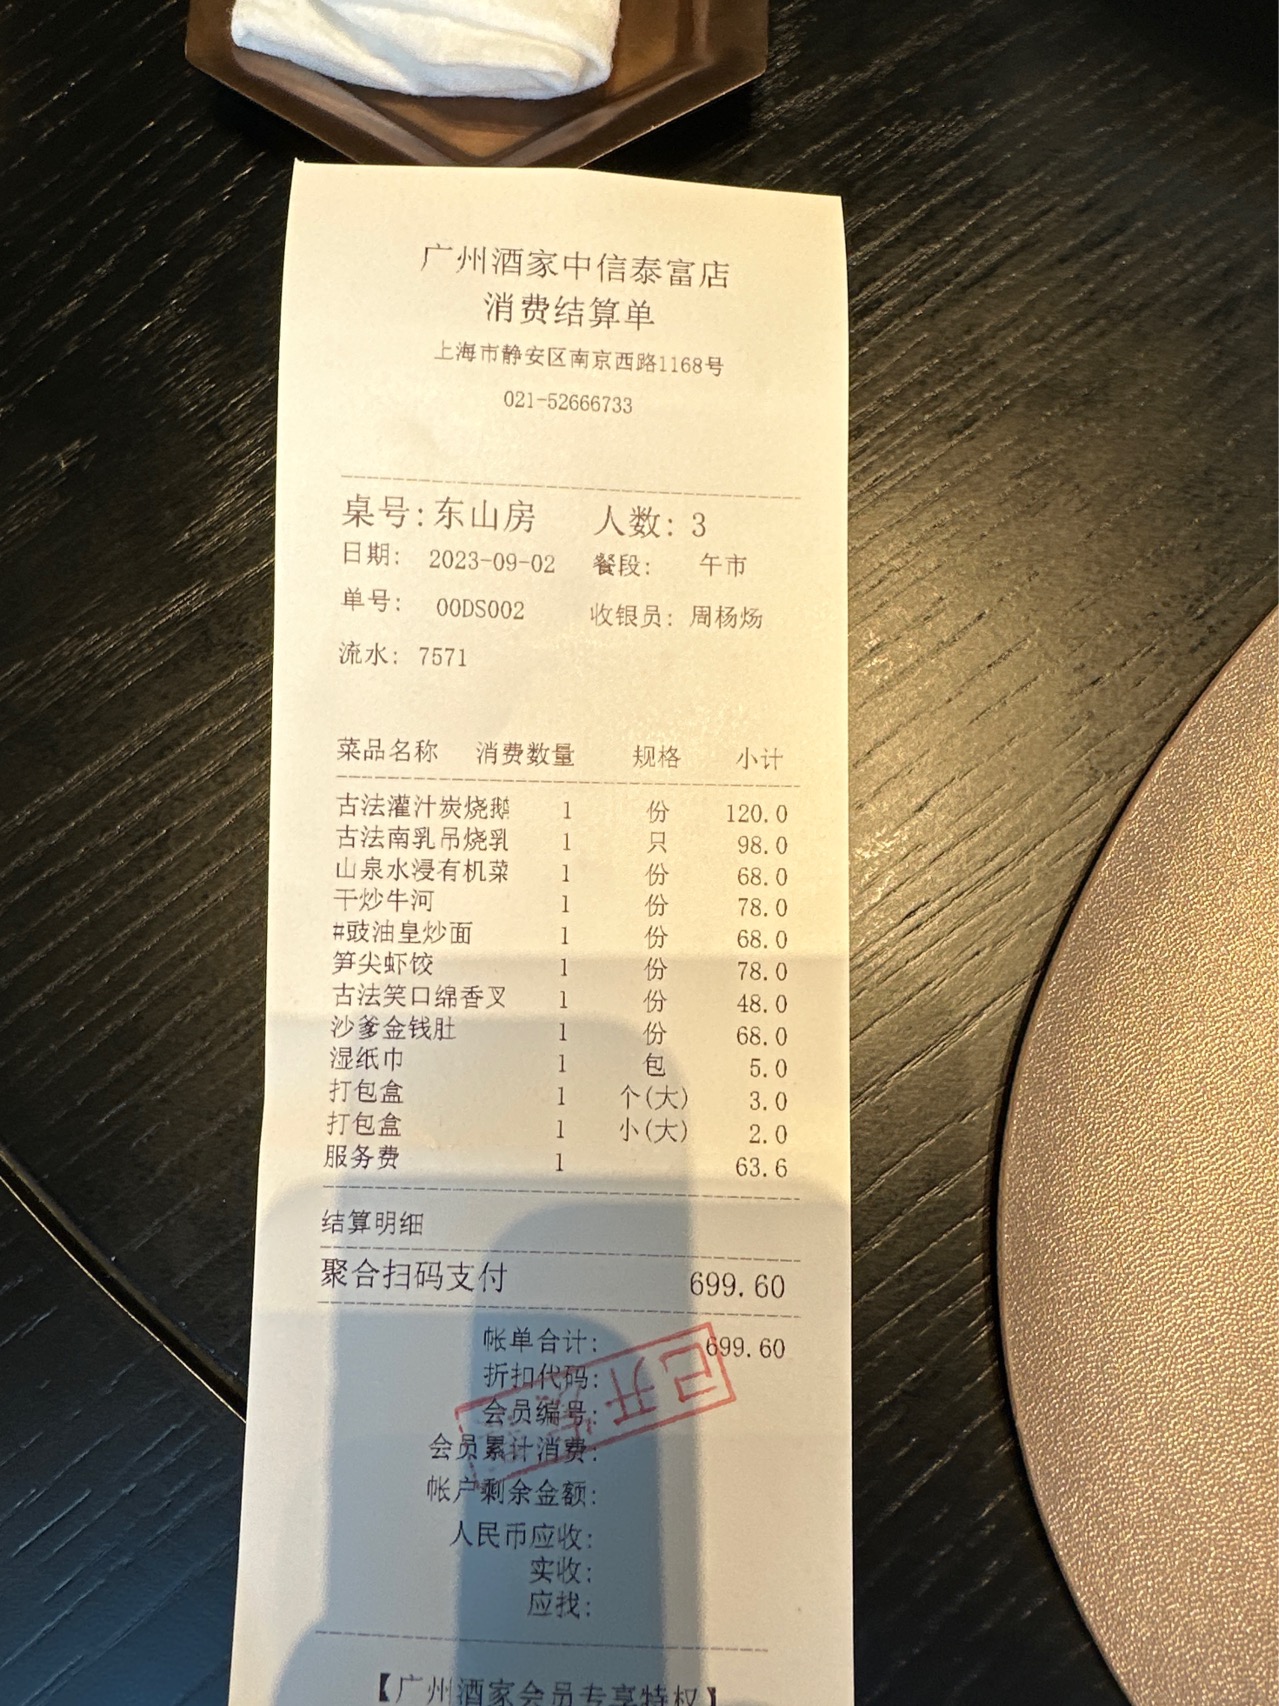 广州酒家中信泰富店
消费结算单
上海市静安区南京西路1168号
021-52666733
桌号:东山房 人数: 3
日期: 2023-09-02 餐段: 午市
单号: 00DS002 收银员: 周杨炀
流水: 7571
菜品名称 消费数量 规格 小计
古法灌汁炭烧鹅 1 份 120.0
古法南乳吊烧乳 1 只 98.0
山泉水浸有机菜 1 份 68.0
干炒牛河 1 份 78.0
#豉油皇炒面 1 份 68.0
笋尖虾饺 1 份 78.0
古法笑口绵香叉 1 份 48.0
沙爹金钱肚 1 份 68.0
湿纸巾 1 包 5.0
打包盒 1 个(大) 3.0
打包盒 1 小(大) 2.0
服务费 1 63.6
结算明细
聚合扫码支付 699.60
帐单合计: 699.60
折扣代码:
会员编号:
会员累计消费:
帐户剩余金额:
人民币应收:
实收:
应找:
已开
【广州酒家会员专享特权】